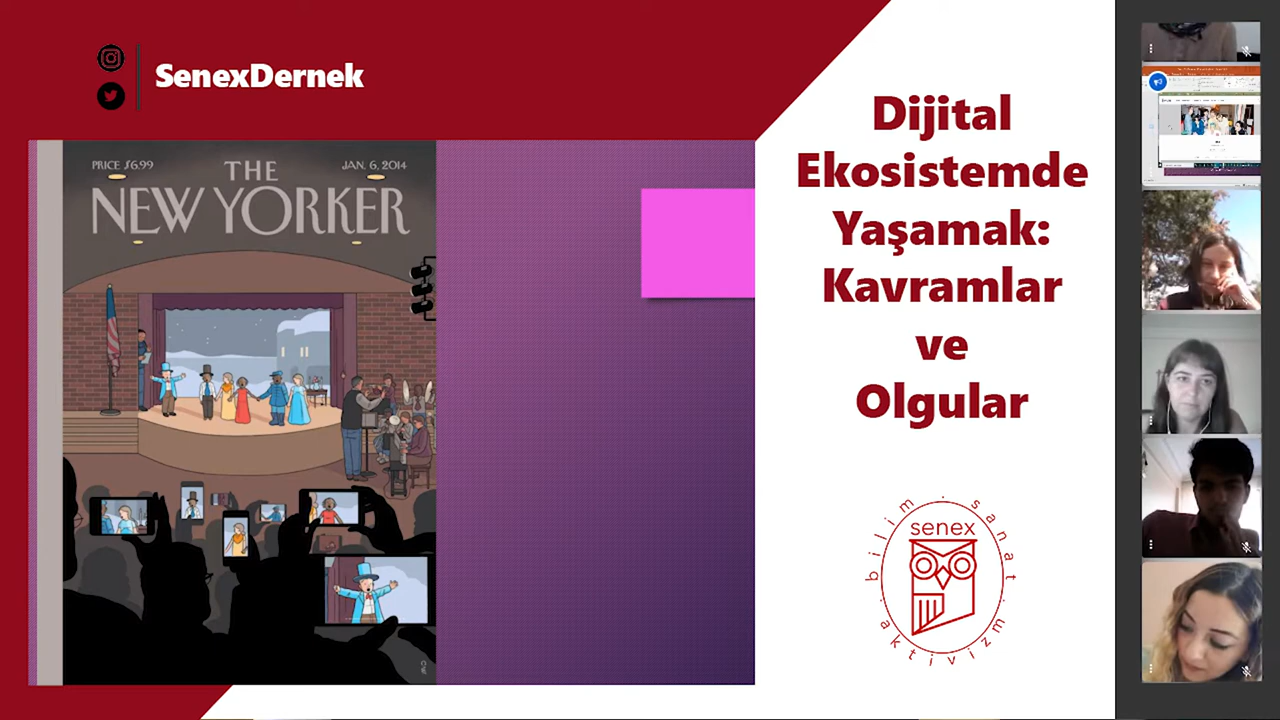 SenexDernek
PRICE $6.99
THE
JAN. 6, 2014
NEW YORKER
Dijital
Ekosistemde
Yaşamak:
Kavramlar
ve
Olgular
bilim . sanat . aktivizm .
senex